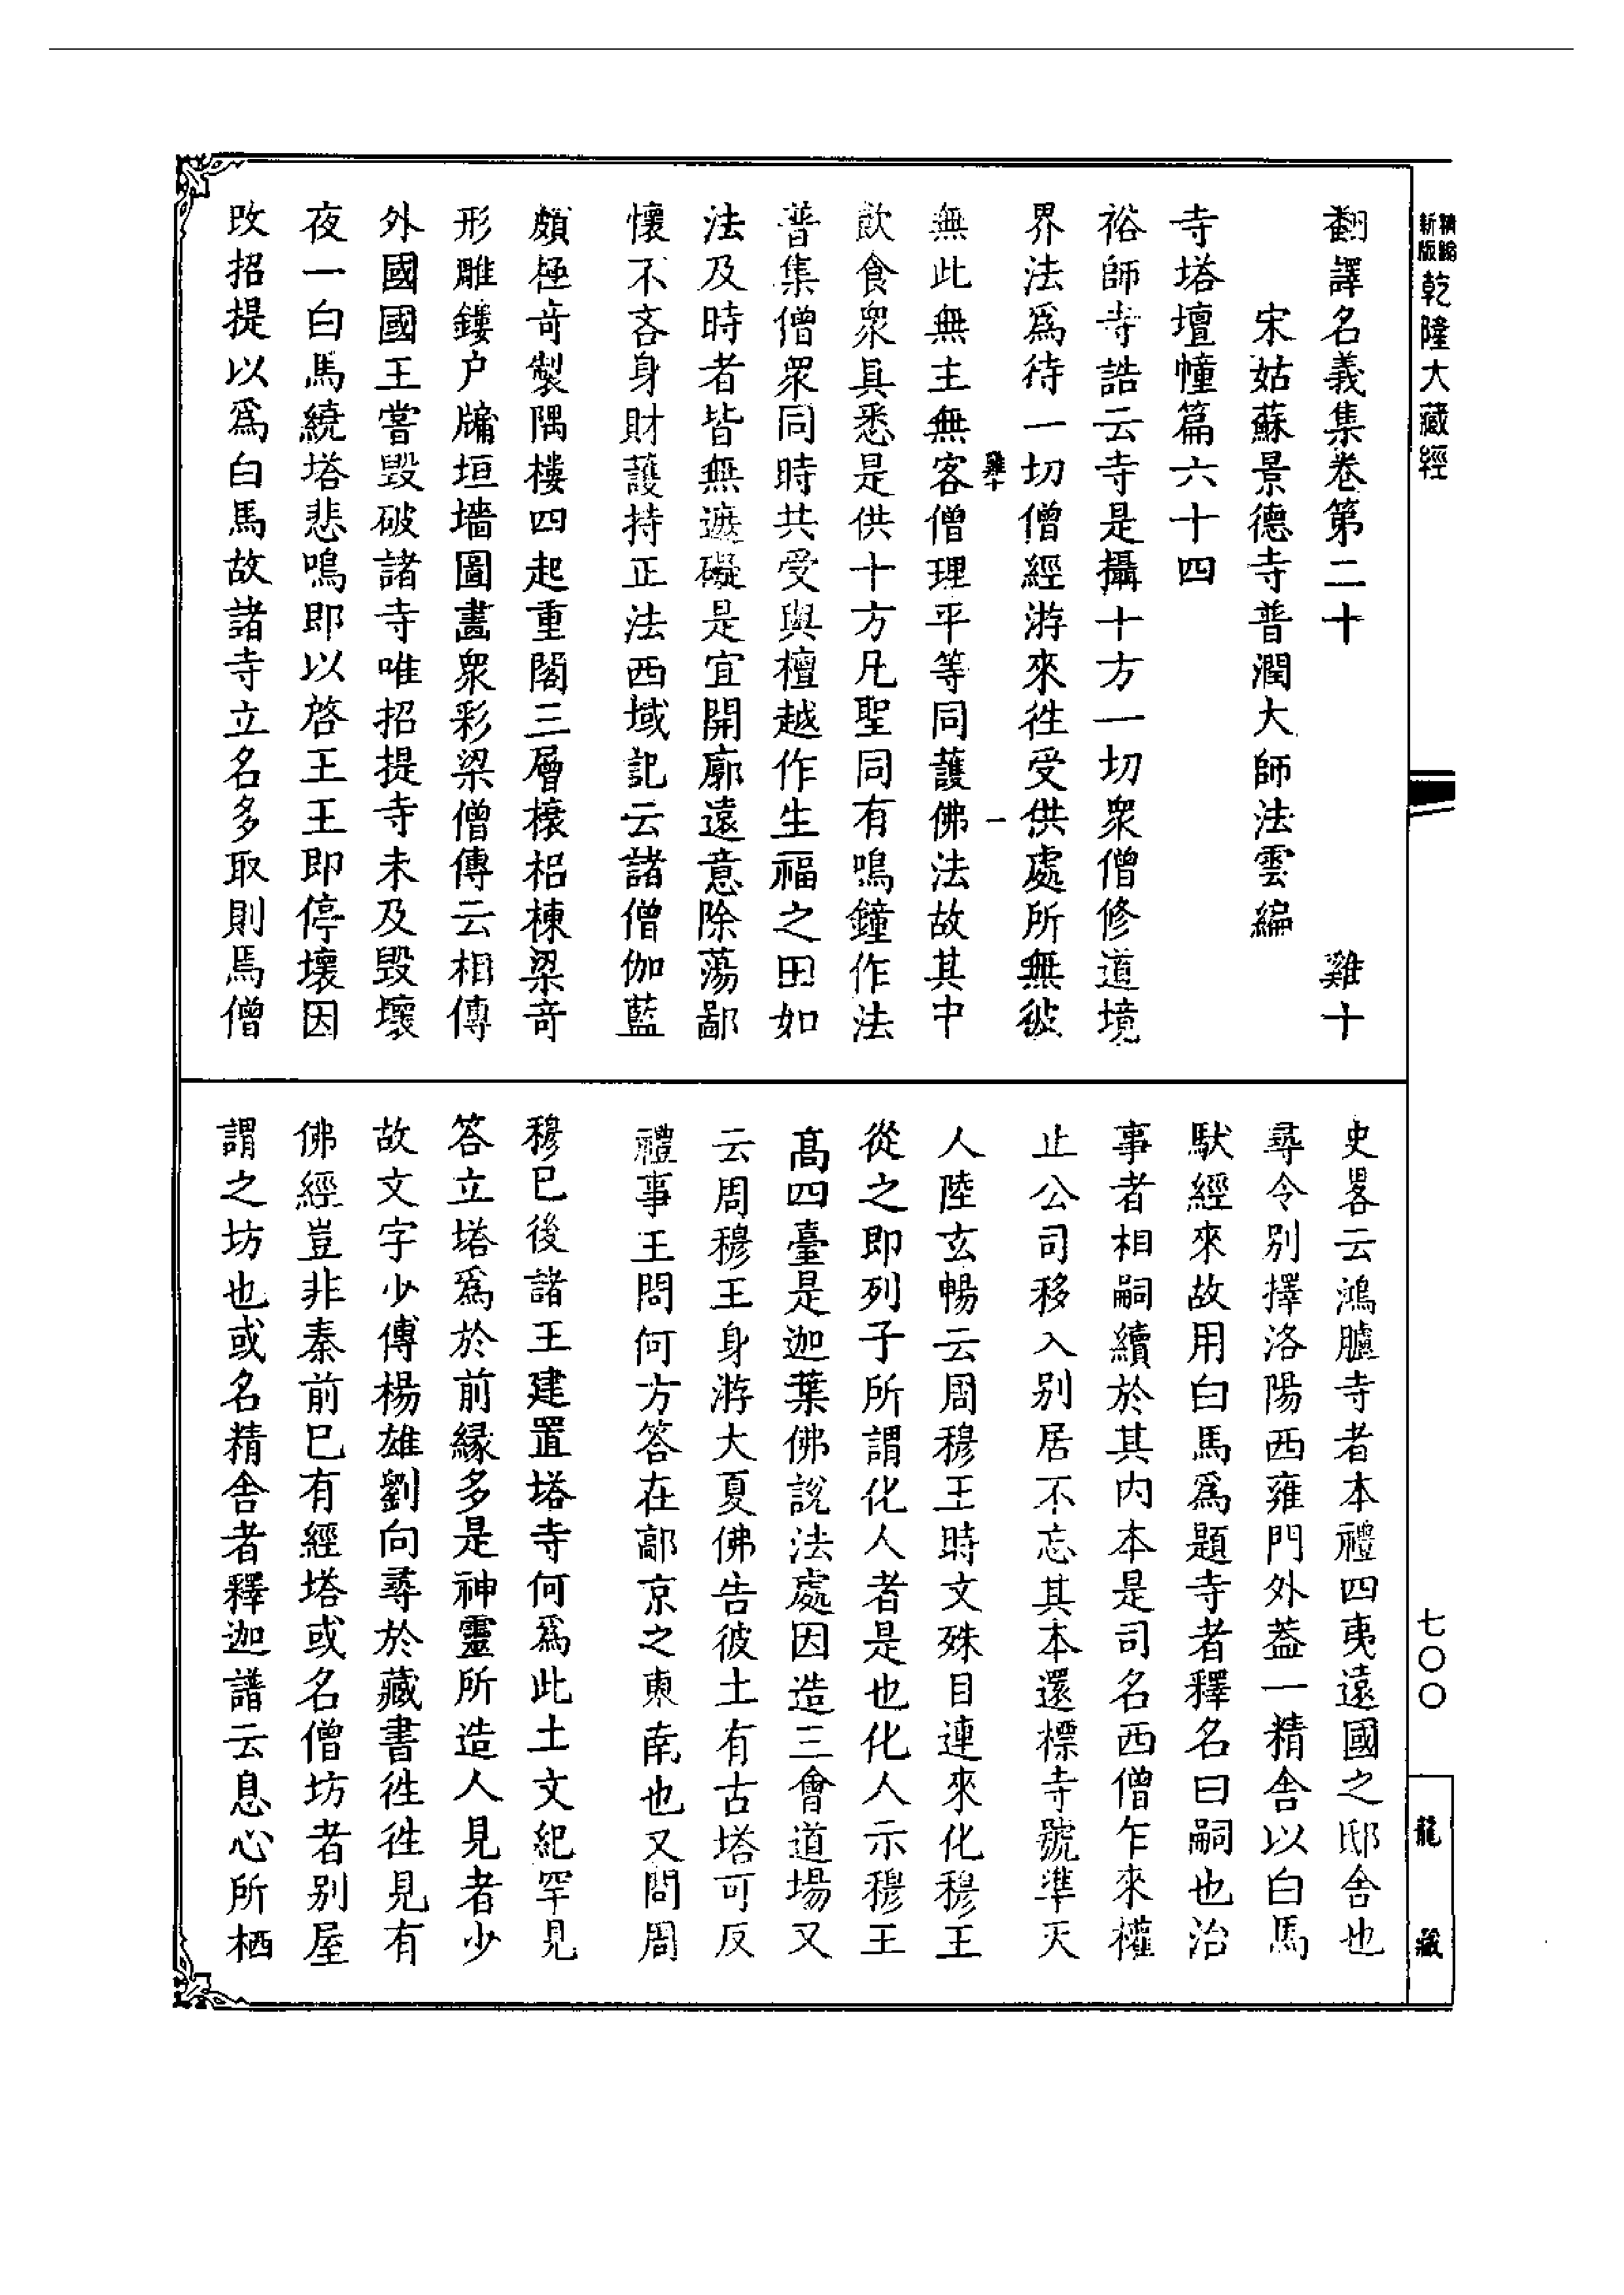 精編新版
乾隆大藏經
翻譯名義集卷第二十 雞十
宋姑蘇景德寺普潤大師法雲編
寺塔壇幢篇六十四
裕師寺誥云寺是攝十方一切眾僧修道境
界法爲待一切僧經游來徃受供處所無彼
雞十 一
無此無主無客僧理平等同護佛法故其中
飲食眾具悉是供十方凡聖同有鳴鐘作法
普集僧眾同時共受與檀越作生福之田如
法及時者皆無遮礙是宜開廓遠意除蕩鄙
懷不吝身財護持正法西域記云諸僧伽藍
頗極奇製隅樓四起重閣三層榱梠棟梁奇
形雕鏤户牖垣墻圖畫眾彩梁僧傳云相傳
外國國王嘗毀破諸寺唯招提寺未及毀壞
夜一白馬繞塔悲鳴即以啓王王即停壞因
改招提以爲白馬故諸寺立名多取則焉僧
史畧云鴻臚寺者本禮四夷遠國之邸舍也
尋令别擇洛陽西雍門外蓋一精舍以白馬
馱經來故用白馬爲題寺者釋名曰嗣也治
事者相嗣續於其内本是司名西僧乍來權
止公司移入别居不忘其本還標寺號準天
人陸玄暢云周穆王時文殊目連來化穆王
從之即列子所謂化人者是也化人示穆王
髙四臺是迦葉佛說法處因造三會道場又
云周穆王身游大夏佛告彼土有古塔可反
禮事王問何方答在鄗京之東南也又問周
穆已後諸王建置塔寺何爲此土文紀罕見
答立塔爲於前緣多是神靈所造人見者少
故文字少傳楊雄劉向尋於藏書徃徃見有
佛經豈非秦前已有經塔或名僧坊者别屋
謂之坊也或名精舍者釋迦譜云息心所栖
七〇〇
龍藏